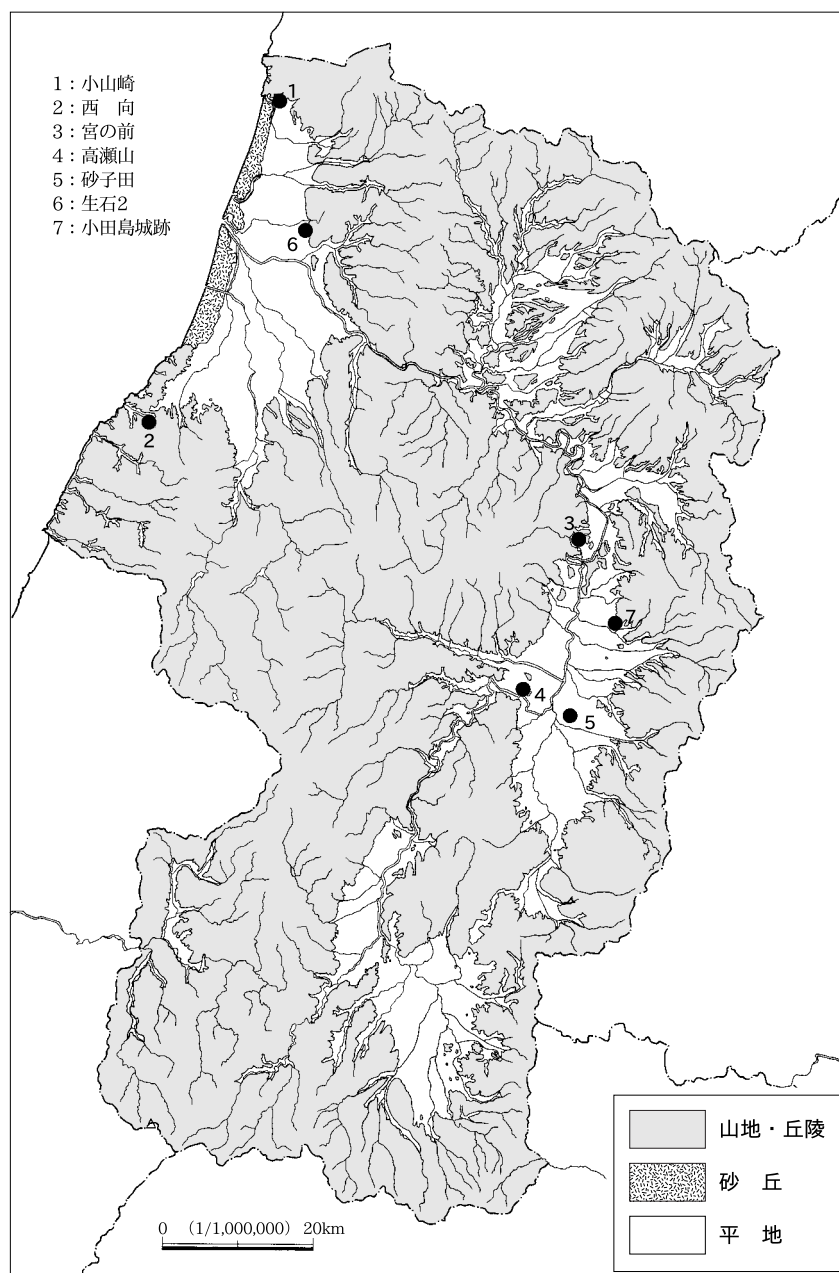 1：小山崎
2：西　向
3：宮の前
4：高瀬山
5：砂子田
6：生石2
7：小田島城跡
1
6
2
3
7
4
5
山地・丘陵
砂　丘
平　地
0　（1/1,000,000）　20km